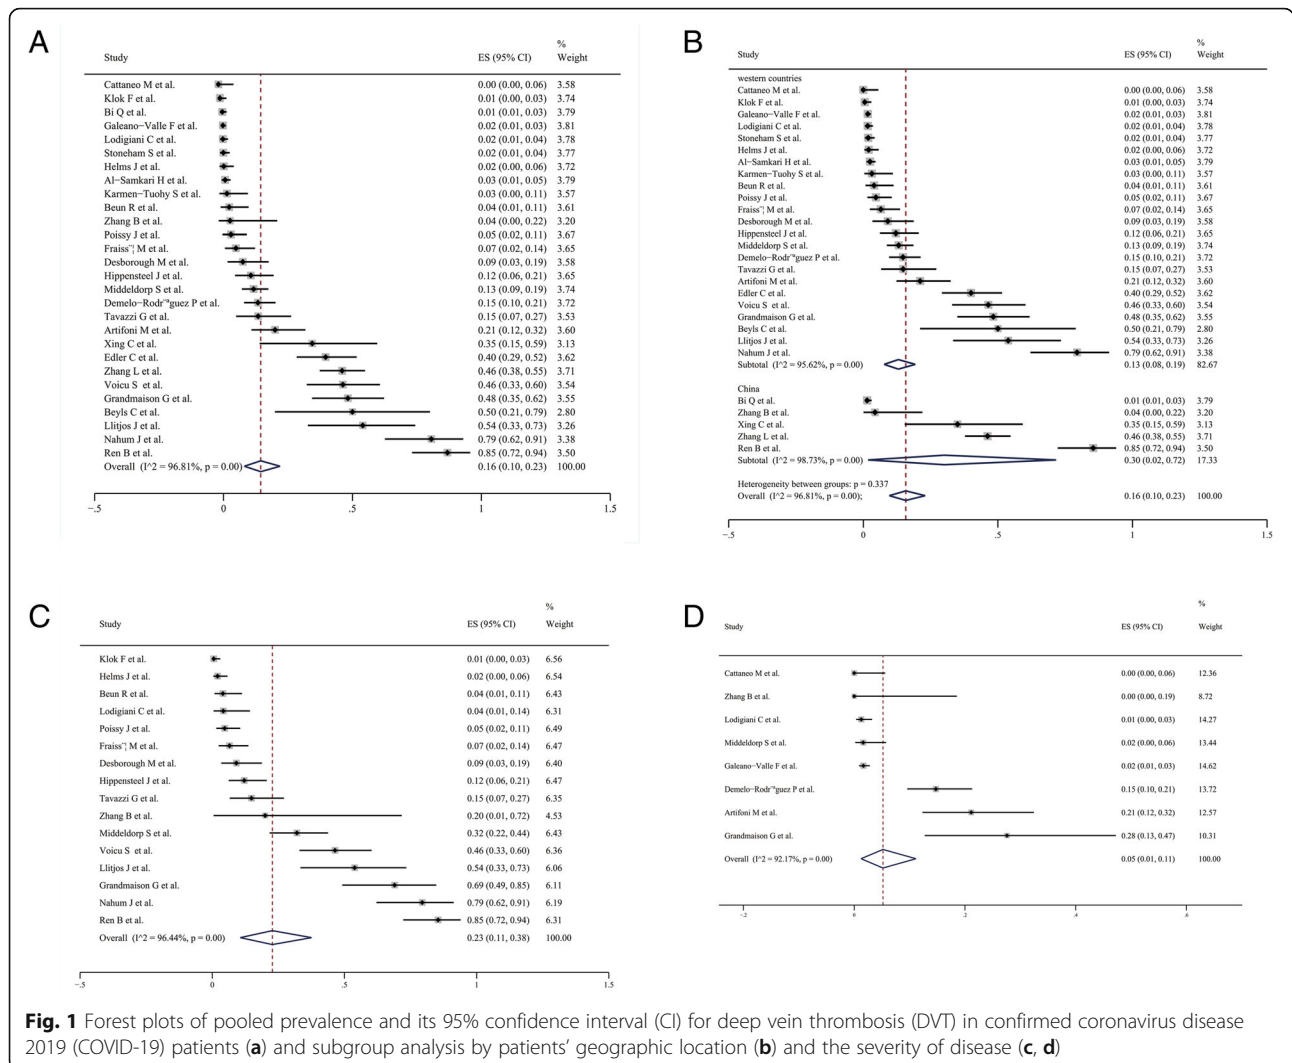 A
%
Study ES (95% CI) Weight
Cattaneo M et al. 0.00 (0.00, 0.06) 3.58
Klok F et al. 0.01 (0.00, 0.03) 3.74
Bi Q et al. 0.01 (0.01, 0.03) 3.79
Galeano−Valle F et al. 0.02 (0.01, 0.03) 3.81
Lodigiani C et al. 0.02 (0.01, 0.04) 3.78
Stoneham S et al. 0.02 (0.01, 0.04) 3.77
Helms J et al. 0.02 (0.00, 0.06) 3.72
Al−Samkari H et al. 0.03 (0.01, 0.05) 3.79
Karmen−Tuohy S et al. 0.03 (0.00, 0.11) 3.57
Beun R et al. 0.04 (0.01, 0.11) 3.61
Zhang B et al. 0.04 (0.00, 0.22) 3.20
Poissy J et al. 0.05 (0.02, 0.11) 3.67
Fraiss¨¦ M et al. 0.07 (0.02, 0.14) 3.65
Desborough M et al. 0.09 (0.03, 0.19) 3.58
Hippensteel J et al. 0.12 (0.06, 0.21) 3.65
Middeldorp S et al. 0.13 (0.09, 0.19) 3.74
Demelo−Rodr¨ªguez P et al. 0.15 (0.10, 0.21) 3.72
Tavazzi G et al. 0.15 (0.07, 0.27) 3.53
Artifoni M et al. 0.21 (0.12, 0.32) 3.60
Xing C et al. 0.35 (0.15, 0.59) 3.13
Edler C et al. 0.40 (0.29, 0.52) 3.62
Zhang L et al. 0.46 (0.38, 0.55) 3.71
Voicu S et al. 0.46 (0.33, 0.60) 3.54
Grandmaison G et al. 0.48 (0.35, 0.62) 3.55
Beyls C et al. 0.50 (0.21, 0.79) 2.80
Llitjos J et al. 0.54 (0.33, 0.73) 3.26
Nahum J et al. 0.79 (0.62, 0.91) 3.38
Ren B et al. 0.85 (0.72, 0.94) 3.50
Overall (I^2 = 96.81%, p = 0.00) 0.16 (0.10, 0.23) 100.00
−.5 0 .5 1 1.5
B
%
Study ES (95% CI) Weight
western countries
Cattaneo M et al. 0.00 (0.00, 0.06) 3.58
Klok F et al. 0.01 (0.00, 0.03) 3.74
Galeano−Valle F et al. 0.02 (0.01, 0.03) 3.81
Lodigiani C et al. 0.02 (0.01, 0.04) 3.78
Stoneham S et al. 0.02 (0.01, 0.04) 3.77
Helms J et al. 0.02 (0.00, 0.06) 3.72
Al−Samkari H et al. 0.03 (0.01, 0.05) 3.79
Karmen−Tuohy S et al. 0.03 (0.00, 0.11) 3.57
Beun R et al. 0.04 (0.01, 0.11) 3.61
Poissy J et al. 0.05 (0.02, 0.11) 3.67
Fraiss¨¦ M et al. 0.07 (0.02, 0.14) 3.65
Desborough M et al. 0.09 (0.03, 0.19) 3.58
Hippensteel J et al. 0.12 (0.06, 0.21) 3.65
Middeldorp S et al. 0.13 (0.09, 0.19) 3.74
Demelo−Rodr¨ªguez P et al. 0.15 (0.10, 0.21) 3.72
Tavazzi G et al. 0.15 (0.07, 0.27) 3.53
Artifoni M et al. 0.21 (0.12, 0.32) 3.60
Edler C et al. 0.40 (0.29, 0.52) 3.62
Voicu S et al. 0.46 (0.33, 0.60) 3.54
Grandmaison G et al. 0.48 (0.35, 0.62) 3.55
Beyls C et al. 0.50 (0.21, 0.79) 2.80
Llitjos J et al. 0.54 (0.33, 0.73) 3.26
Nahum J et al. 0.79 (0.62, 0.91) 3.38
Subtotal (I^2 = 95.62%, p = 0.00) 0.13 (0.08, 0.19) 82.67
China
Bi Q et al. 0.01 (0.01, 0.03) 3.79
Zhang B et al. 0.04 (0.00, 0.22) 3.20
Xing C et al. 0.35 (0.15, 0.59) 3.13
Zhang L et al. 0.46 (0.38, 0.55) 3.71
Ren B et al. 0.85 (0.72, 0.94) 3.50
Subtotal (I^2 = 98.73%, p = 0.00) 0.30 (0.02, 0.72) 17.33
Heterogeneity between groups: p = 0.337
Overall (I^2 = 96.81%, p = 0.00); 0.16 (0.10, 0.23) 100.00
−.5 0 .5 1 1.5
C
%
Study ES (95% CI) Weight
Klok F et al. 0.01 (0.00, 0.03) 6.56
Helms J et al. 0.02 (0.00, 0.06) 6.54
Beun R et al. 0.04 (0.01, 0.11) 6.43
Lodigiani C et al. 0.04 (0.01, 0.14) 6.31
Poissy J et al. 0.05 (0.02, 0.11) 6.49
Fraiss¨¦ M et al. 0.07 (0.02, 0.14) 6.47
Desborough M et al. 0.09 (0.03, 0.19) 6.40
Hippensteel J et al. 0.12 (0.06, 0.21) 6.47
Tavazzi G et al. 0.15 (0.07, 0.27) 6.35
Zhang B et al. 0.20 (0.01, 0.72) 4.53
Middeldorp S et al. 0.32 (0.22, 0.44) 6.43
Voicu S et al. 0.46 (0.33, 0.60) 6.36
Llitjos J et al. 0.54 (0.33, 0.73) 6.06
Grandmaison G et al. 0.69 (0.49, 0.85) 6.11
Nahum J et al. 0.79 (0.62, 0.91) 6.19
Ren B et al. 0.85 (0.72, 0.94) 6.31
Overall (I^2 = 96.44%, p = 0.00) 0.23 (0.11, 0.38) 100.00
−.5 0 .5 1 1.5
D
%
Study ES (95% CI) Weight
Cattaneo M et al. 0.00 (0.00, 0.06) 12.36
Zhang B et al. 0.00 (0.00, 0.19) 8.72
Lodigiani C et al. 0.01 (0.00, 0.03) 14.27
Middeldorp S et al. 0.02 (0.00, 0.06) 13.44
Galeano−Valle F et al. 0.02 (0.01, 0.03) 14.62
Demelo−Rodr¨ªguez P et al. 0.15 (0.10, 0.21) 13.72
Artifoni M et al. 0.21 (0.12, 0.32) 12.57
Grandmaison G et al. 0.28 (0.13, 0.47) 10.31
Overall (I^2 = 92.17%, p = 0.00) 0.05 (0.01, 0.11) 100.00
−.2 0 .2 .4 .6
Fig. 1 Forest plots of pooled prevalence and its 95% confidence interval (CI) for deep vein thrombosis (DVT) in confirmed coronavirus disease
2019 (COVID-19) patients (a) and subgroup analysis by patients’ geographic location (b) and the severity of disease (c, d)